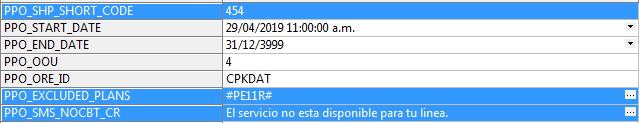 PPO_SHP_SHORT_CODE 454
PPO_START_DATE 29/04/2019 11:00:00 a.m.
PPO_END_DATE 31/12/3999
PPO_OOU 4
PPO_ORE_ID CPKDAT
PPO_EXCLUDED_PLANS #PE11R# ...
PPO_SMS_NOCBT_CR El servicio no esta disponible para tu linea. ...